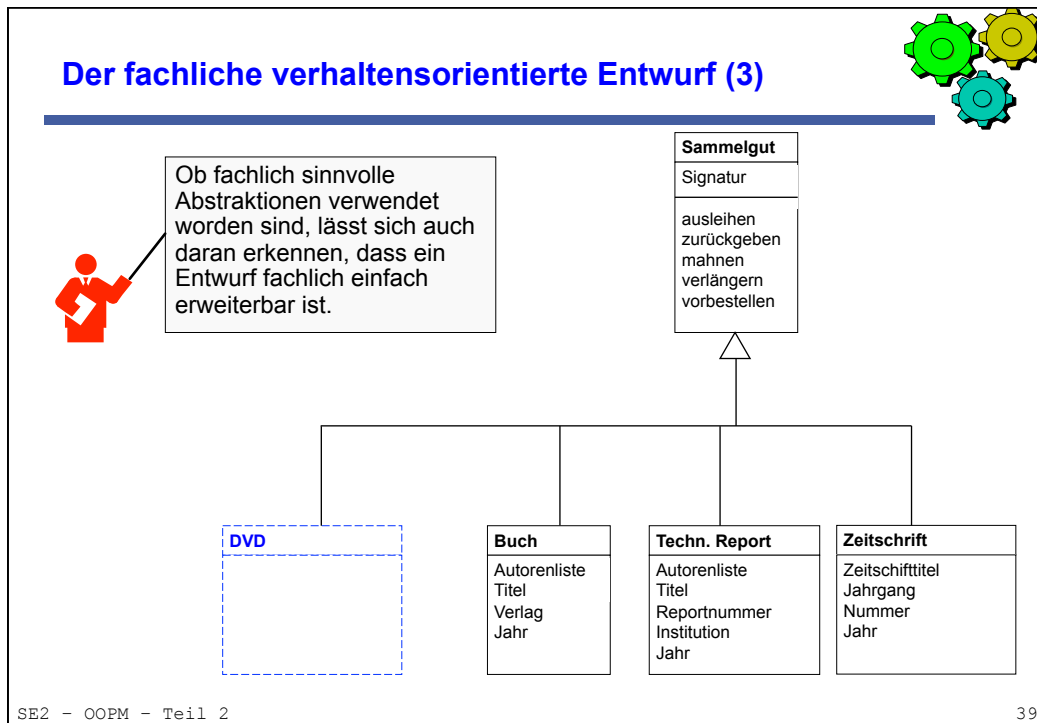 Der fachliche verhaltensorientierte Entwurf (3)
Ob fachlich sinnvolle
Abstraktionen verwendet
worden sind, lässt sich auch
daran erkennen, dass ein
Entwurf fachlich einfach
erweiterbar ist.
Sammelgut
Signatur
ausleihen
zurückgeben
mahnen
verlängern
vorbestellen
DVD
Buch
Autorenliste
Titel
Verlag
Jahr
Techn. Report
Autorenliste
Titel
Reportnummer
Institution
Jahr
Zeitschrift
Zeitschifttitel
Jahrgang
Nummer
Jahr
SE2 – OOPM – Teil 2
39